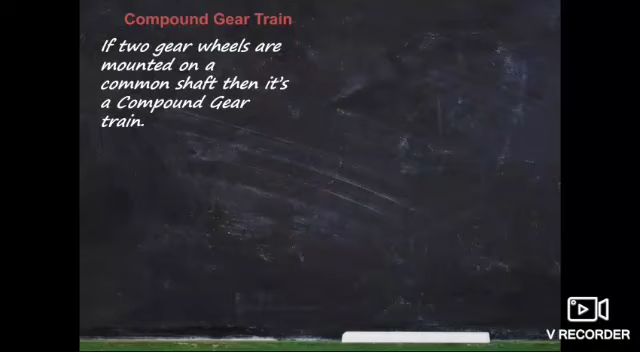 Compound Gear Train
If two gear wheels are
mounted on a
common shaft then it's
a Compound Gear
train.
V RECORDER